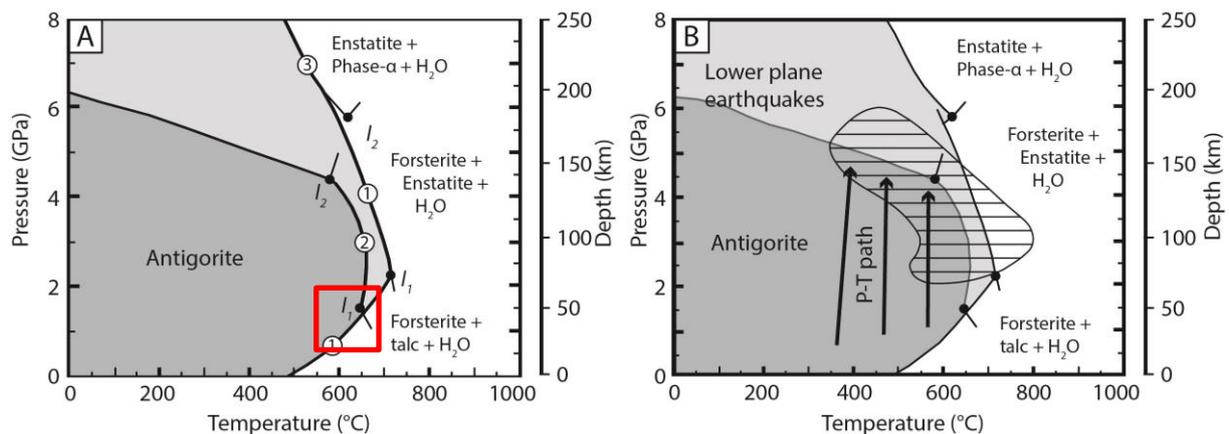 A
8
6
4
2
0
Pressure (GPa)
0
200
400
600
800
1000
Temperature (°C)
250
200
150
100
50
0
Depth (km)
Enstatite +
Phase-α + H₂O
③
I₂
Forsterite +
Enstatite +
H₂O
①
I₂
②
Antigorite
I₁
I₁
Forsterite +
talc + H₂O
①
B
8
6
4
2
0
Pressure (GPa)
0
200
400
600
800
1000
Temperature (°C)
250
200
150
100
50
0
Depth (km)
Enstatite +
Phase-α + H₂O
Lower plane
earthquakes
Forsterite +
Enstatite +
H₂O
Antigorite
P-T path
Forsterite +
talc + H₂O